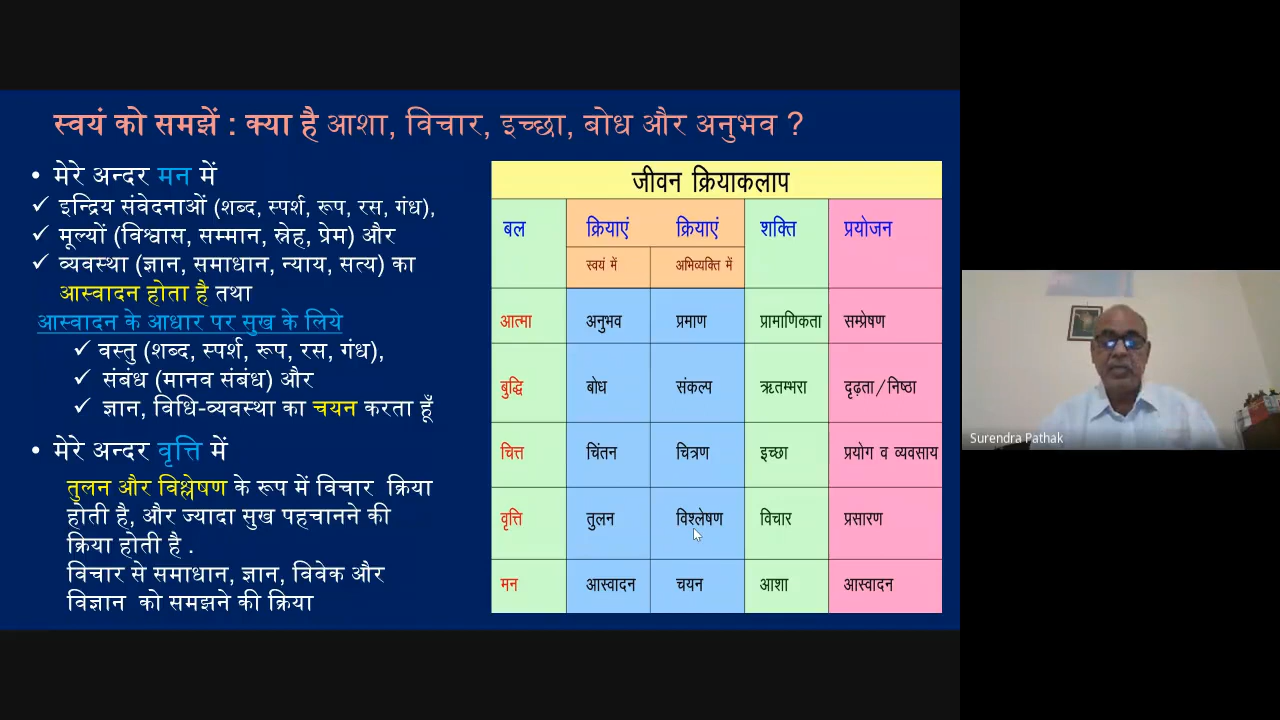 स्वयं को समझें : क्या है आशा, विचार, इच्छा, बोध और अनुभव ?
• मेरे अन्दर मन में
✓ इन्द्रिय संवेदनाओं (शब्द, स्पर्श, रूप, रस, गंध),
✓ मूल्यों (विश्वास, सम्मान, स्नेह, प्रेम) और
✓ व्यवस्था (ज्ञान, समाधान, न्याय, सत्य) का
आस्वादन होता है तथा
आस्वादन के आधार पर सुख के लिये
✓ वस्तु (शब्द, स्पर्श, रूप, रस, गंध),
✓ संबंध (मानव संबंध) और
✓ ज्ञान, विधि-व्यवस्था का चयन करता हूँ
• मेरे अन्दर वृत्ति में
तुलन और विश्लेषण के रूप में विचार क्रिया
होती है, और ज्यादा सुख पहचानने की
क्रिया होती है .
विचार से समाधान, ज्ञान, विवेक और
विज्ञान को समझने की क्रिया
जीवन क्रियाकलाप
बल क्रियाएं क्रियाएं शक्ति प्रयोजन
स्वयं में अभिव्यक्ति में
आत्मा अनुभव प्रमाण प्रामाणिकता सम्प्रेषण
बुद्धि बोध संकल्प ऋतम्भरा दृढ़ता/निष्ठा
चित्त चिंतन चित्रण इच्छा प्रयोग व व्यवसाय
वृत्ति तुलन विश्लेषण विचार प्रसारण
मन आस्वादन चयन आशा आस्वादन
Surendra Pathak